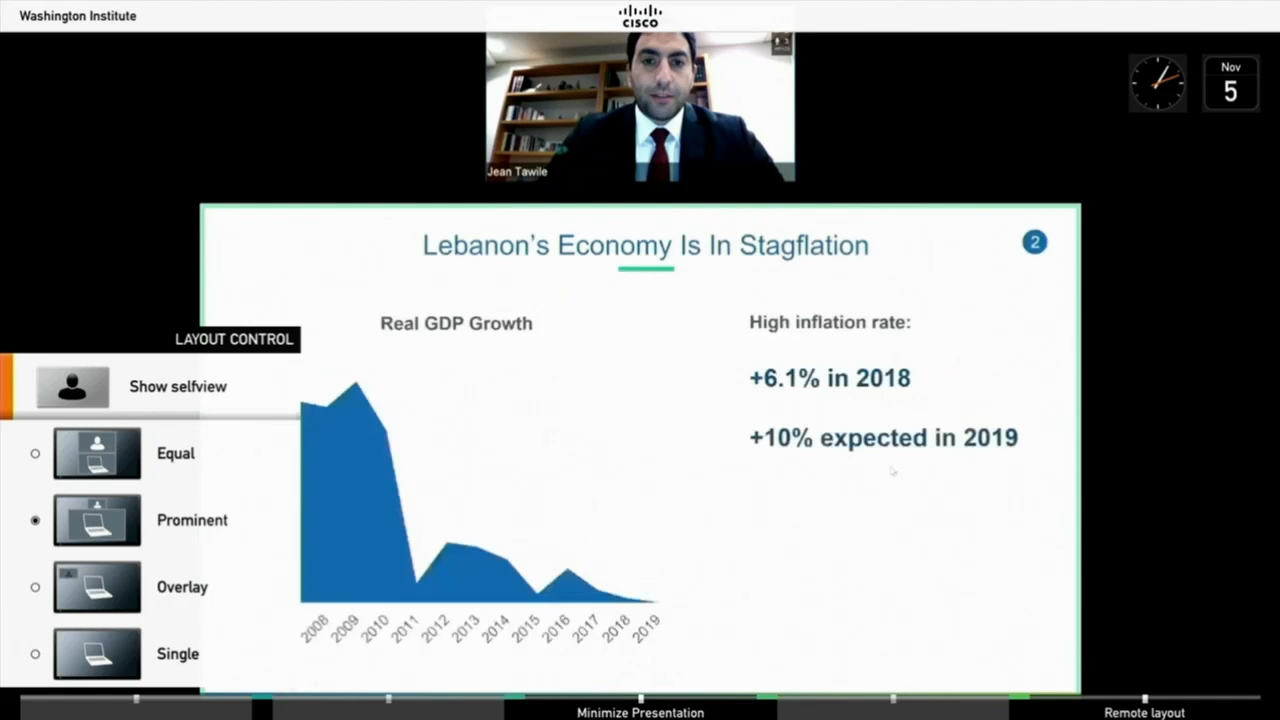 Washington Institute
CISCO
Nov
5
Jean Tawile
Lebanon's Economy Is In Stagflation
2
Real GDP Growth
High inflation rate:
+6.1% in 2018
+10% expected in 2019
LAYOUT CONTROL
Show selfview
Equal
Prominent
Overlay
Single
2008
2009
2010
2011
2012
2013
2014
2015
2016
2017
2018
2019
Minimize Presentation
Remote layout